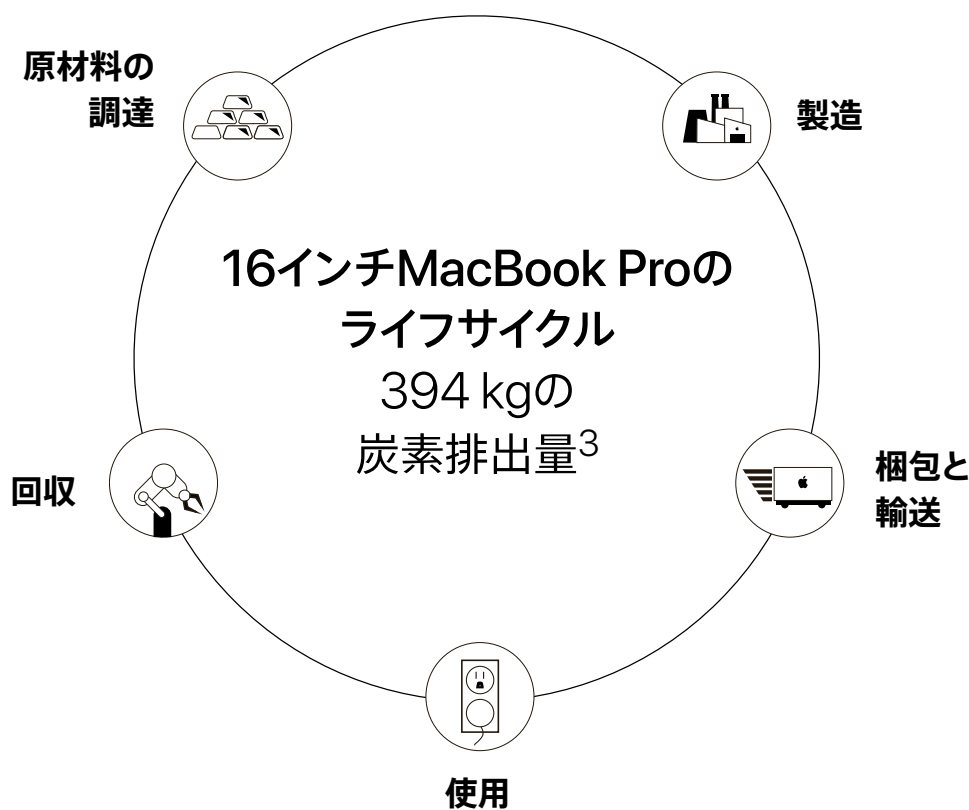 原材料の
調達
製造
16インチMacBook Proの
ライフサイクル
394 kgの
炭素排出量3
梱包と
輸送
回収
使用